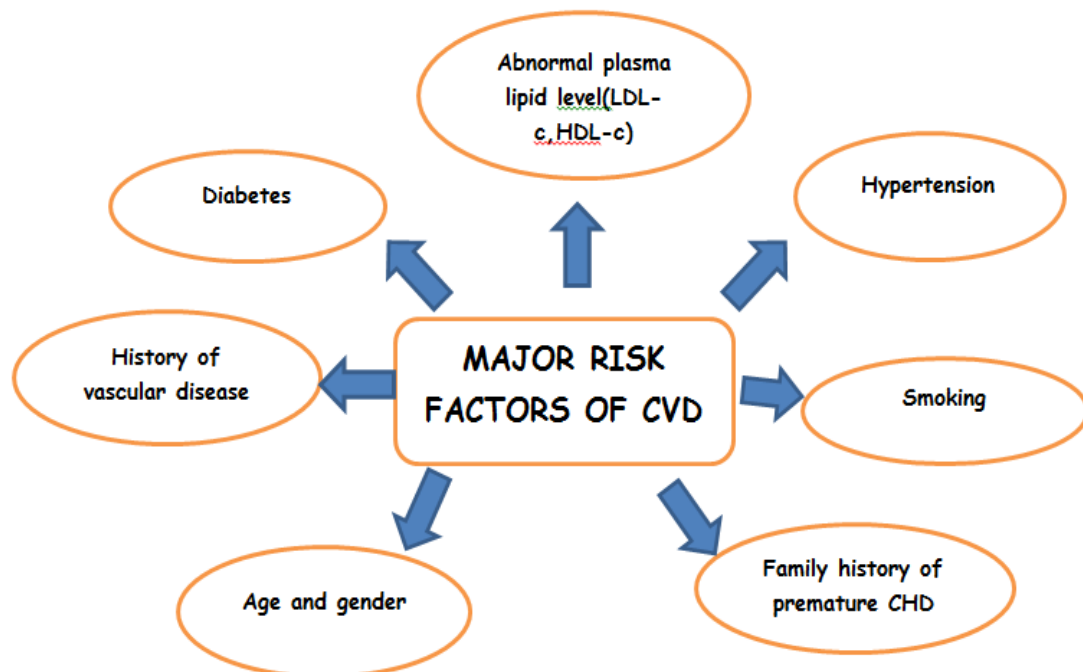 Abnormal plasma
lipid level(LDL-
c,HDL-c)
Diabetes
Hypertension
MAJOR RISK
FACTORS OF CVD
History of
vascular disease
Smoking
Age and gender
Family history of
premature CHD